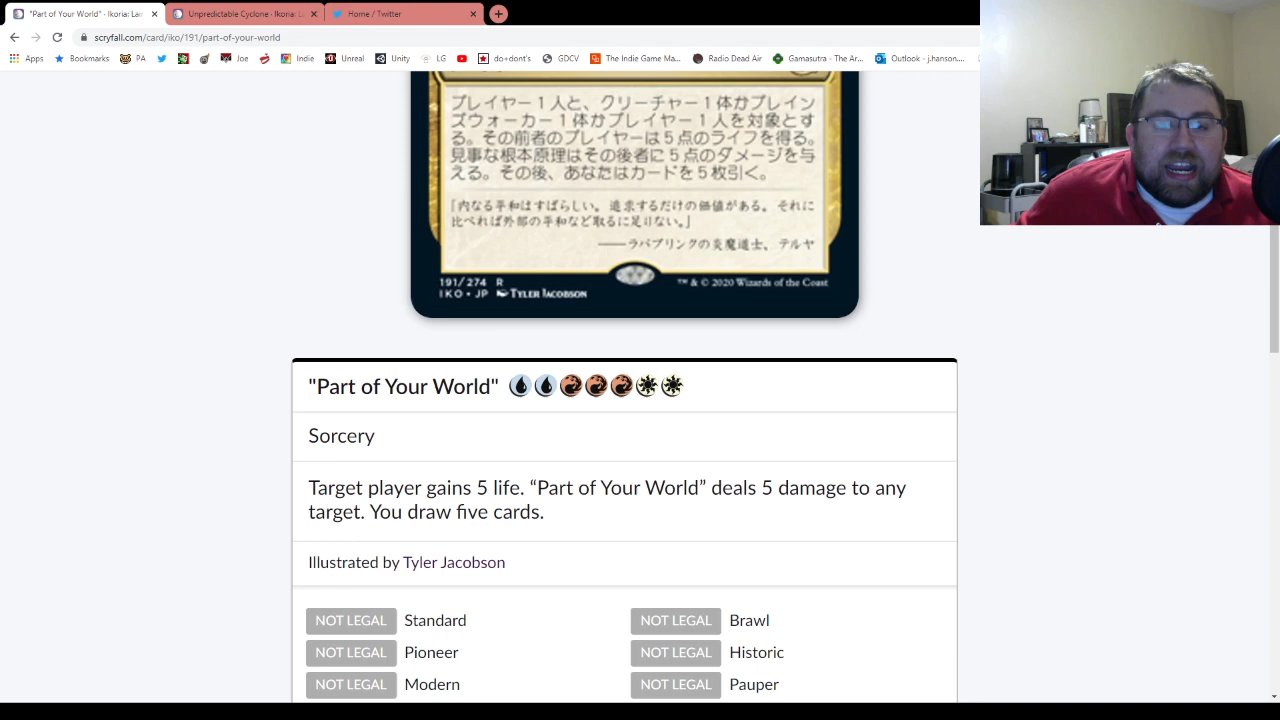 "Part of Your World" - Ikoria: Lair
Unpredictable Cyclone - Ikoria: La
Home / Twitter
scryfall.com/card/iko/191/part-of-your-world
Apps Bookmarks PA Joe Indie Unreal Unity LG do+dont's GDCV The Indie Game Ma... Radio Dead Air Gamasutra - The Ar... Outlook - j.hanson....
プレイヤー1人と、クリーチャー1体かプレイン
ズウォーカー1体かプレイヤー1人を対象とす
る。その前者のプレイヤーは5点のライフを得る。
見事な根本原理はその後者に5点のダメージを与
える。その後、あなたはカードを5枚引く。
「内なる平和はすばらしい。追求するだけの価値がある。それに
比べれば外部の平和など取るに足りない。」
――ラバブリンクの炎魔道士、テルヤ
191/274 R
IKO・JP Tyler Jacobson
™ & © 2020 Wizards of the Coast
"Part of Your World"
Sorcery
Target player gains 5 life. “Part of Your World” deals 5 damage to any
target. You draw five cards.
Illustrated by Tyler Jacobson
NOT LEGAL Standard NOT LEGAL Brawl
NOT LEGAL Pioneer NOT LEGAL Historic
NOT LEGAL Modern NOT LEGAL Pauper